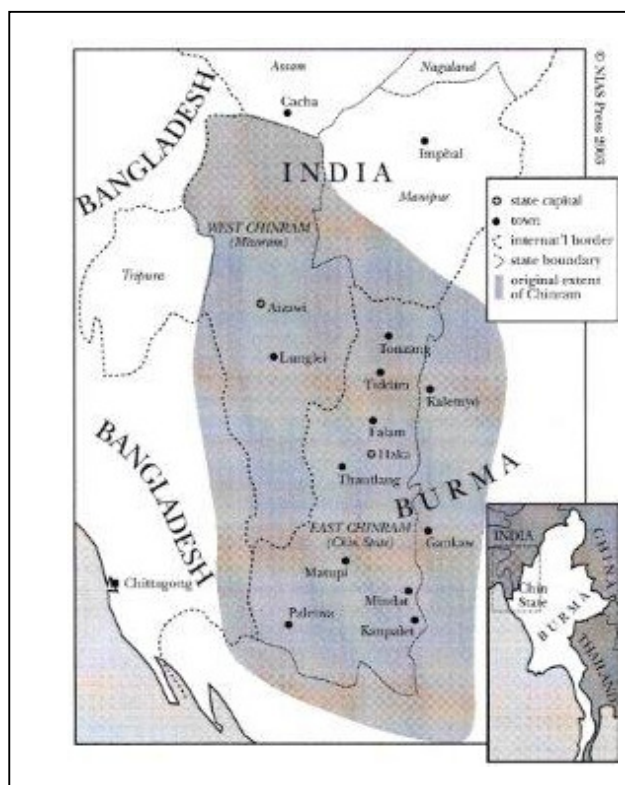 Assam
Nagaland
© NIAS Press 2003
Cacha
Imphal
BANGLADESH
INDIA
Manipur
state capital
town
internat'l border
state boundary
original extent
of Chinram
WEST CHINRAM
(Mizoram)
Tripura
Aizawl
Tonzang
Lunglei
Tiddim
Kalemyo
Falam
Haka
Thantlang
BANGLADESH
BURMA
EAST CHINRAM
(Chin State)
Gankaw
Matupi
Chittagong
Mindat
Paletwa
Kanpalet
INDIA
CHINA
Chin
State
BURMA
THAILAND